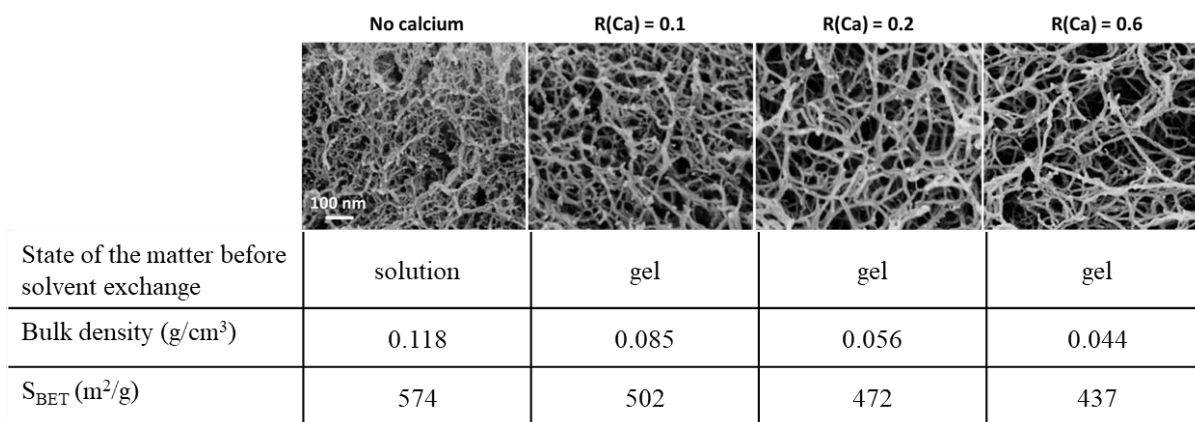 No calcium R(Ca) = 0.1 R(Ca) = 0.2 R(Ca) = 0.6
100 nm
State of the matter before
solvent exchange
solution gel gel gel
Bulk density (g/cm³) 0.118 0.085 0.056 0.044
S_BET (m²/g) 574 502 472 437